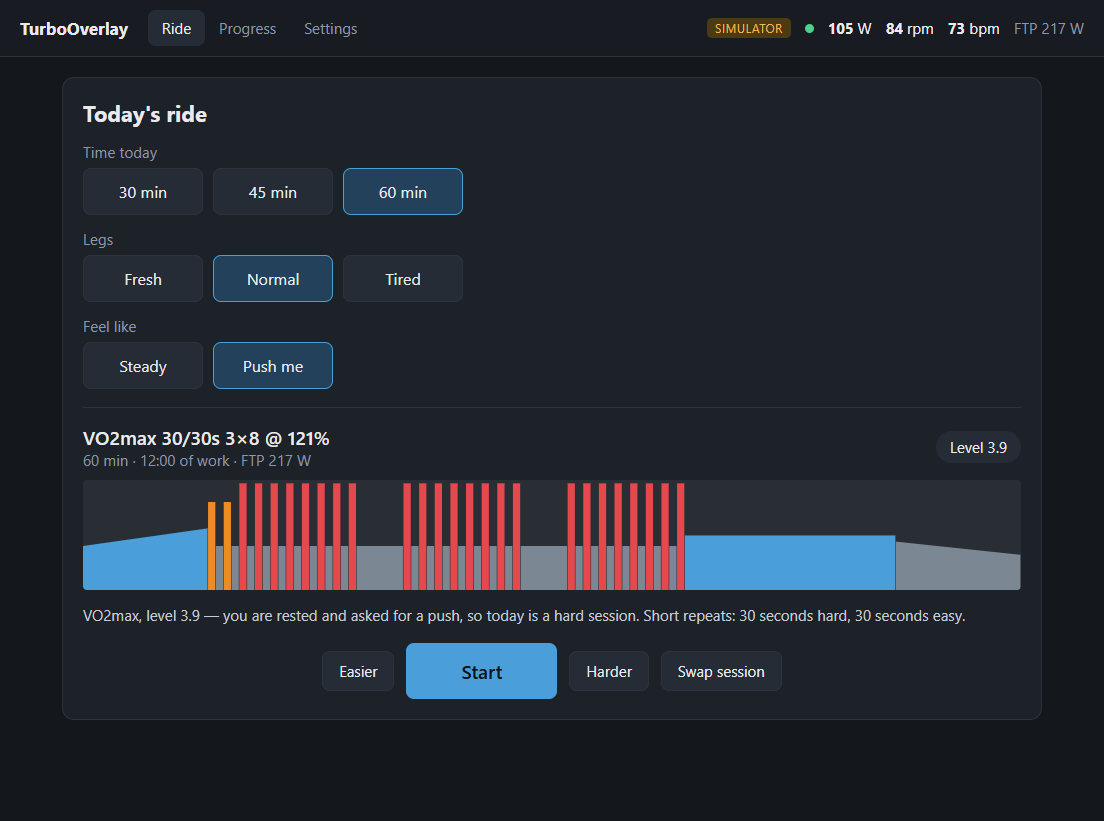 TurboOverlay Ride Progress Settings SIMULATOR 105 W 84 rpm 73 bpm FTP 217 W
Today's ride
Time today
30 min 45 min 60 min
Legs
Fresh Normal Tired
Feel like
Steady Push me
VO2max 30/30s 3×8 @ 121%
60 min · 12:00 of work · FTP 217 W
Level 3.9
VO2max, level 3.9 — you are rested and asked for a push, so today is a hard session. Short repeats: 30 seconds hard, 30 seconds easy.
Easier Start Harder Swap session